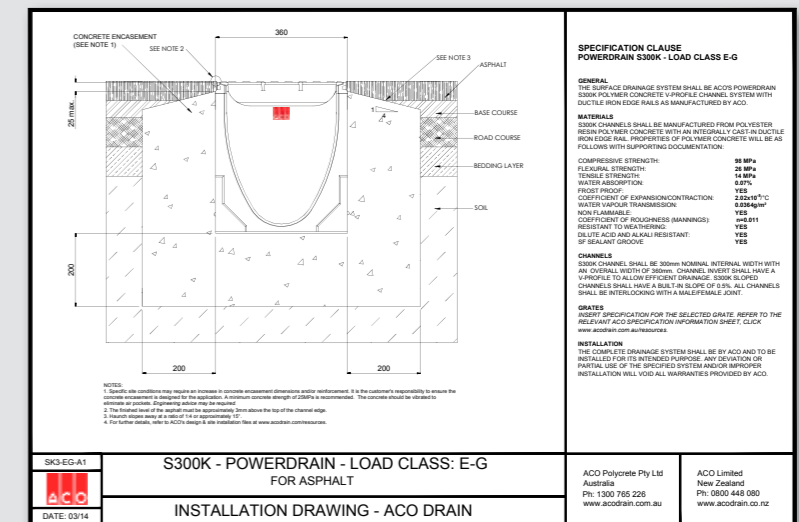 CONCRETE ENCASEMENT
(SEE NOTE 1)
SEE NOTE 2
360
SEE NOTE 3
ASPHALT
25 max.
1
4
BASE COURSE
ROAD COURSE
BEDDING LAYER
SOIL
200
200
200
NOTES:
1. Specific site conditions may require an increase in concrete encasement dimensions and/or reinforcement. It is the customer's responsibility to ensure the
concrete encasement is designed for the application. A minimum concrete strength of 25MPa is recommended. The concrete should be vibrated to
eliminate air pockets. Engineering advice may be required
2. The finished level of the asphalt must be approximately 3mm above the top of the channel edge.
3. Haunch slopes away at a ratio of 1:4 or approximately 15°.
4. For further details, refer to ACO's design & site installation files at www.acodrain.com/resources.
SPECIFICATION CLAUSE
POWERDRAIN S300K - LOAD CLASS E-G
GENERAL
THE SURFACE DRAINAGE SYSTEM SHALL BE ACO'S POWERDRAIN
S300K POLYMER CONCRETE V-PROFILE CHANNEL SYSTEM WITH
DUCTILE IRON EDGE RAILS AS MANUFACTURED BY ACO.
MATERIALS
S300K CHANNELS SHALL BE MANUFACTURED FROM POLYESTER
RESIN POLYMER CONCRETE WITH AN INTEGRALLY CAST-IN DUCTILE
IRON EDGE RAIL. PROPERTIES OF POLYMER CONCRETE WILL BE AS
FOLLOWS WITH SUPPORTING DOCUMENTATION:
COMPRESSIVE STRENGTH: 98 MPa
FLEXURAL STRENGTH: 26 MPa
TENSILE STRENGTH: 14 MPa
WATER ABSORPTION: 0.07%
FROST PROOF: YES
COEFFICIENT OF EXPANSION/CONTRACTION: 2.02x10⁻⁵/°C
WATER VAPOUR TRANSMISSION: 0.0364g/m²
NON FLAMMABLE: YES
COEFFICIENT OF ROUGHNESS (MANNINGS): n=0.011
RESISTANT TO WEATHERING: YES
DILUTE ACID AND ALKALI RESISTANT: YES
SF SEALANT GROOVE YES
CHANNELS
S300K CHANNEL SHALL BE 300mm NOMINAL INTERNAL WIDTH WITH
AN OVERALL WIDTH OF 360mm. CHANNEL INVERT SHALL HAVE A
V-PROFILE TO ALLOW EFFICIENT DRAINAGE. S300K SLOPED
CHANNELS SHALL HAVE A BUILT-IN SLOPE OF 0.5%. ALL CHANNELS
SHALL BE INTERLOCKING WITH A MALE/FEMALE JOINT.
GRATES
INSERT SPECIFICATION FOR THE SELECTED GRATE. REFER TO THE
RELEVANT ACO SPECIFICATION INFORMATION SHEET, CLICK
www.acodrain.com.au/resources.
INSTALLATION
THE COMPLETE DRAINAGE SYSTEM SHALL BE BY ACO AND TO BE
INSTALLED FOR ITS INTENDED PURPOSE. ANY DEVIATION OR
PARTIAL USE OF THE SPECIFIED SYSTEM AND/OR IMPROPER
INSTALLATION WILL VOID ALL WARRANTIES PROVIDED BY ACO.
SK3-EG-A1
ACO
DATE: 03/14
S300K - POWERDRAIN - LOAD CLASS: E-G
FOR ASPHALT
INSTALLATION DRAWING - ACO DRAIN
ACO Polycrete Pty Ltd
Australia
Ph: 1300 765 226
www.acodrain.com.au
ACO Limited
New Zealand
Ph: 0800 448 080
www.acodrain.co.nz